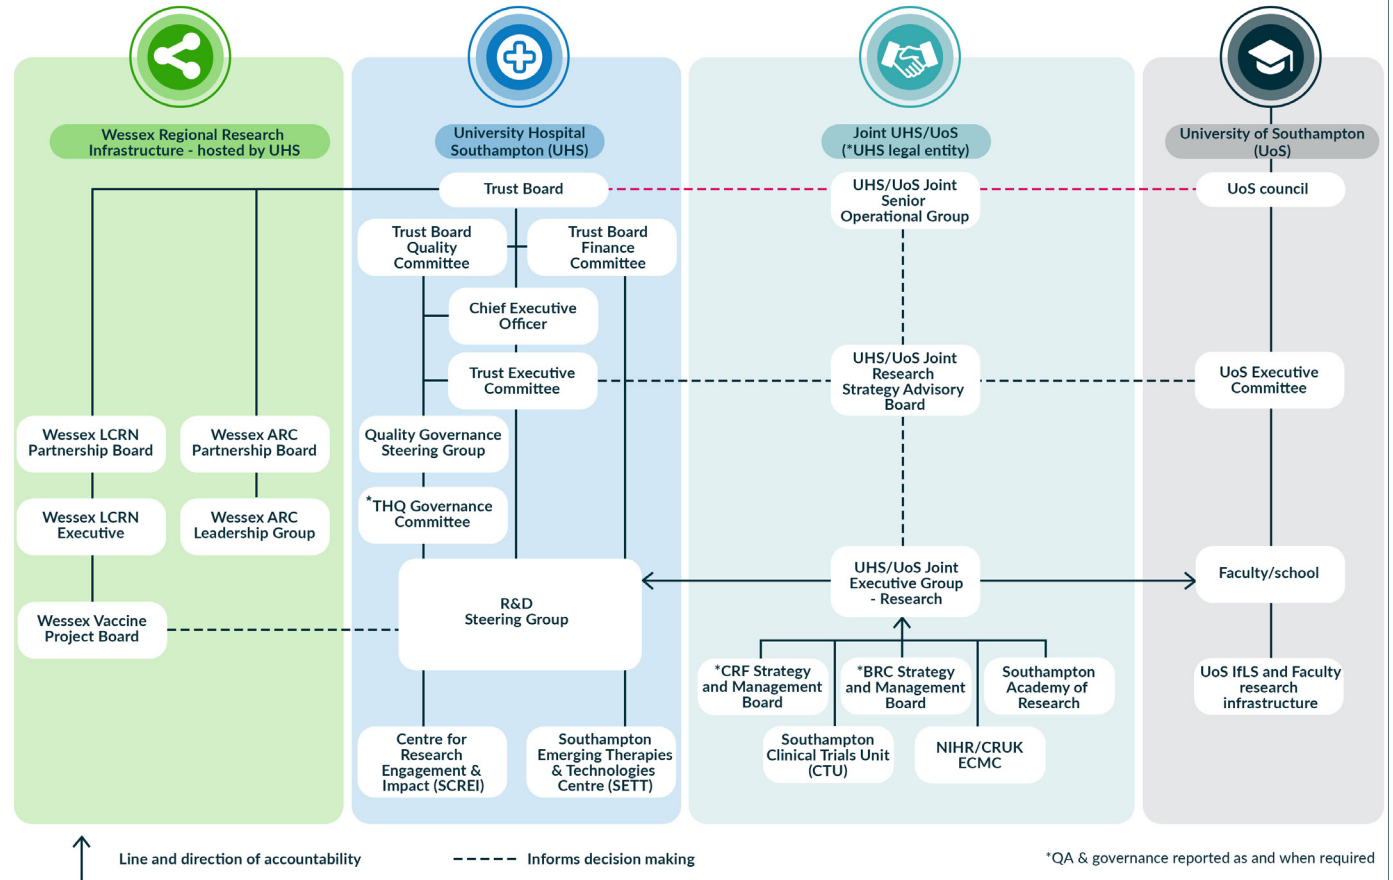 Wessex Regional Research
Infrastructure - hosted by UHS
University Hospital
Southampton (UHS)
Joint UHS/UoS
(*UHS legal entity)
University of Southampton
(UoS)
Trust Board
UHS/UoS Joint
Senior
Operational Group
UoS council
Trust Board
Quality
Committee
Trust Board
Finance
Committee
Chief Executive
Officer
Trust Executive
Committee
UHS/UoS Joint
Research
Strategy Advisory
Board
UoS Executive
Committee
Wessex LCRN
Partnership Board
Wessex ARC
Partnership Board
Quality Governance
Steering Group
Wessex LCRN
Executive
Wessex ARC
Leadership Group
*THQ Governance
Committee
R&D
Steering Group
UHS/UoS Joint
Executive Group
- Research
Faculty/school
Wessex Vaccine
Project Board
*CRF Strategy
and Management
Board
*BRC Strategy
and Management
Board
Southampton
Academy of
Research
UoS IfLS and Faculty
research
infrastructure
Centre for
Research
Engagement &
Impact (SCREI)
Southampton
Emerging Therapies
& Technologies
Centre (SETT)
Southampton
Clinical Trials Unit
(CTU)
NIHR/CRUK
ECMC
Line and direction of accountability
Informs decision making
*QA & governance reported as and when required